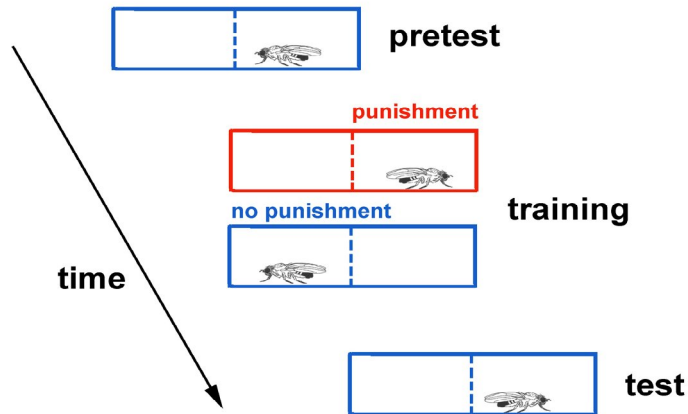 pretest
punishment
training
no punishment
time
test